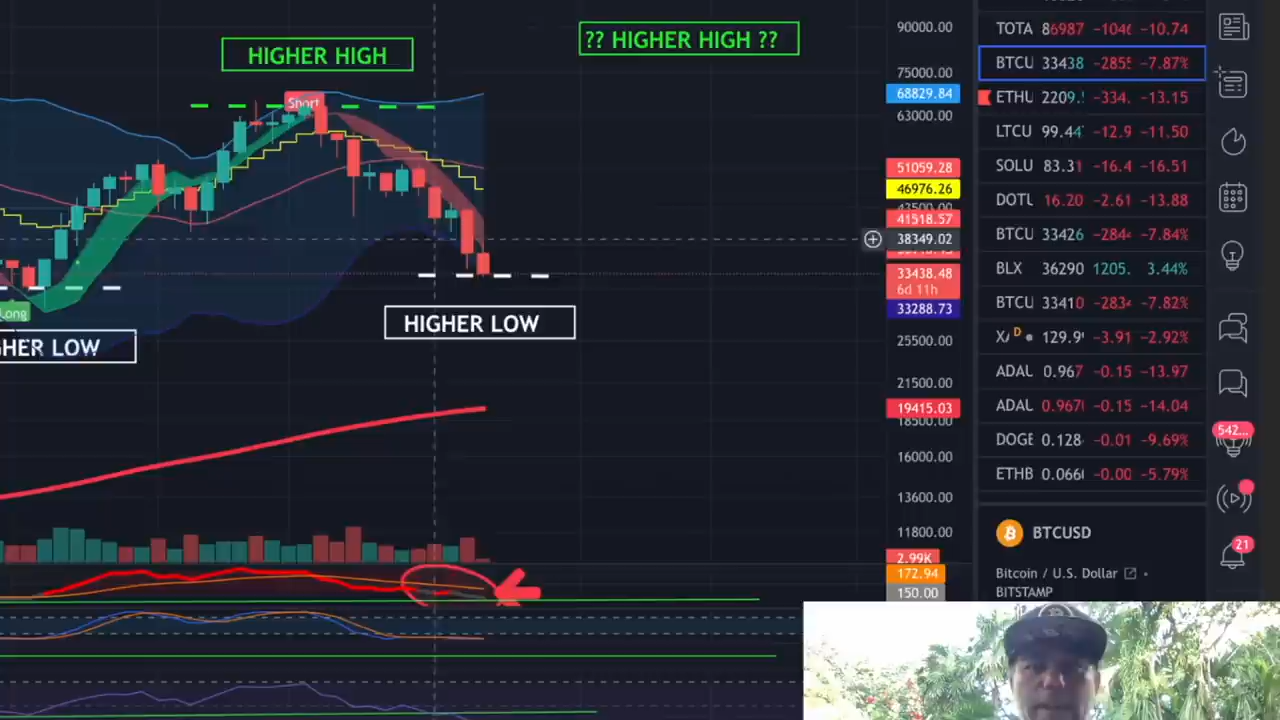 HIGHER HIGH
?? HIGHER HIGH ??
Short
Long
HER LOW
HIGHER LOW
90000.00
75000.00
68829.84
63000.00
51059.28
46976.26
43500.00
41518.57
38349.02
33438.48
6d 11h
33288.73
25500.00
21500.00
19415.03
18500.00
16000.00
13600.00
11800.00
2.99K
172.94
150.00
TOTA 86987 −1046 −10.74
BTCU 33438 −2855 −7.87%
ETHU 2209. −334. −13.15
LTCU 99.44 −12.9 −11.50
SOLU 83.31 −16.4 −16.51
DOTL 16.20 −2.61 −13.88
BTCU 33426 −284 −7.84%
BLX 36290 1205. 3.44%
BTCU 33410 −283 −7.82%
X D 129.9 −3.91 −2.92%
ADAL 0.967 −0.15 −13.97
ADAL 0.967 −0.15 −14.04
DOGE 0.128 −0.01 −9.69%
ETHB 0.066 −0.00 −5.79%
542...
21
BTCUSD
Bitcoin / U.S. Dollar
BITSTAMP